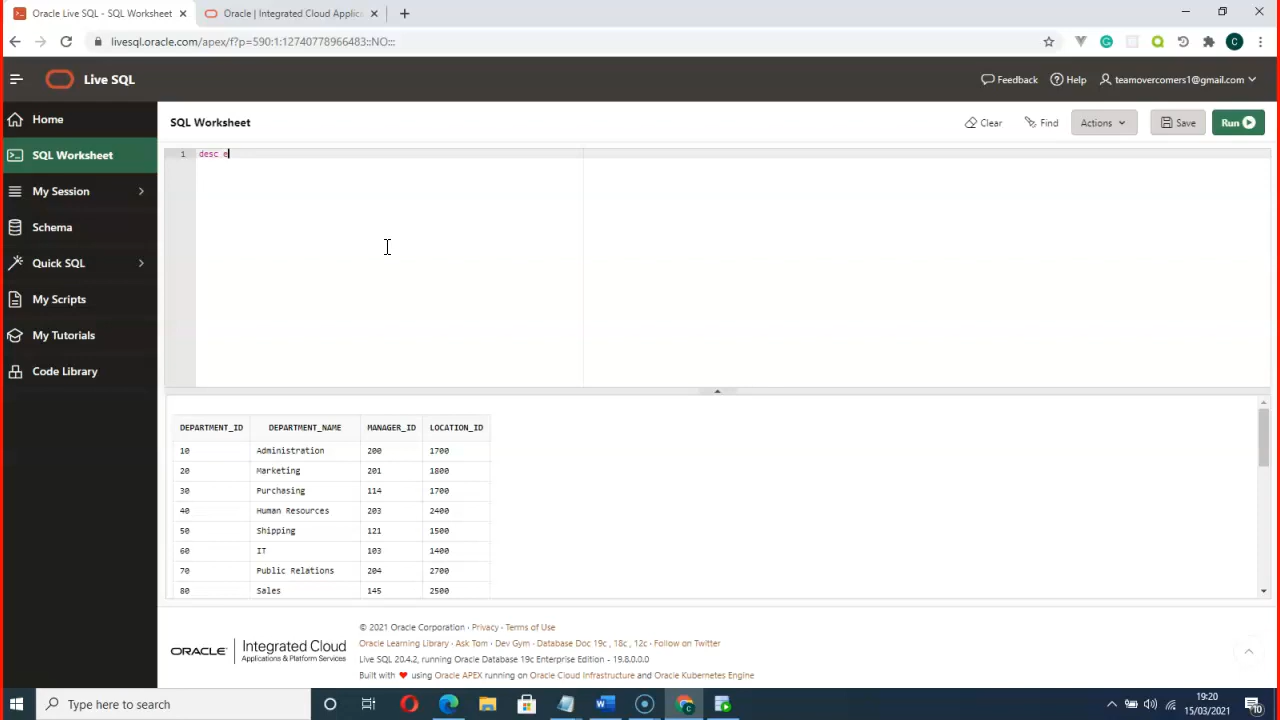 Oracle Live SQL - SQL Worksheet
Oracle | Integrated Cloud Applic
livesql.oracle.com/apex/f?p=590:1:12740778966483::NO:::
C
Live SQL
Feedback
Help
teamovercomers1@gmail.com
Home
SQL Worksheet
My Session
Schema
Quick SQL
My Scripts
My Tutorials
Code Library
SQL Worksheet
Clear
Find
Actions
Save
Run
1 desc e
DEPARTMENT_ID DEPARTMENT_NAME MANAGER_ID LOCATION_ID
10 Administration 200 1700
20 Marketing 201 1800
30 Purchasing 114 1700
40 Human Resources 203 2400
50 Shipping 121 1500
60 IT 103 1400
70 Public Relations 204 2700
80 Sales 145 2500
ORACLE
Integrated Cloud
Applications & Platform Services
© 2021 Oracle Corporation · Privacy · Terms of Use
Oracle Learning Library · Ask Tom · Dev Gym · Database Doc 19c , 18c , 12c · Follow on Twitter
Live SQL 20.4.2, running Oracle Database 19c Enterprise Edition - 19.8.0.0.0
Built with ❤ using Oracle APEX running on Oracle Cloud Infrastructure and Oracle Kubernetes Engine
Type here to search
19:20
15/03/2021
10